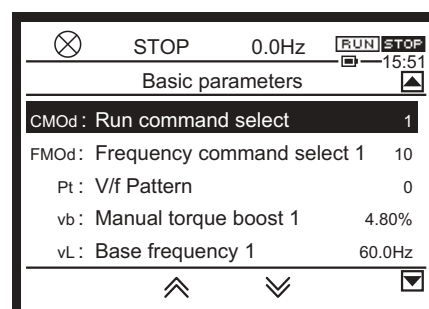 STOP 0.0Hz RUN STOP
15:51
Basic parameters
CMOd : Run command select 1
FMOd : Frequency command select 1 10
Pt : V/f Pattern 0
vb : Manual torque boost 1 4.80%
vL : Base frequency 1 60.0Hz